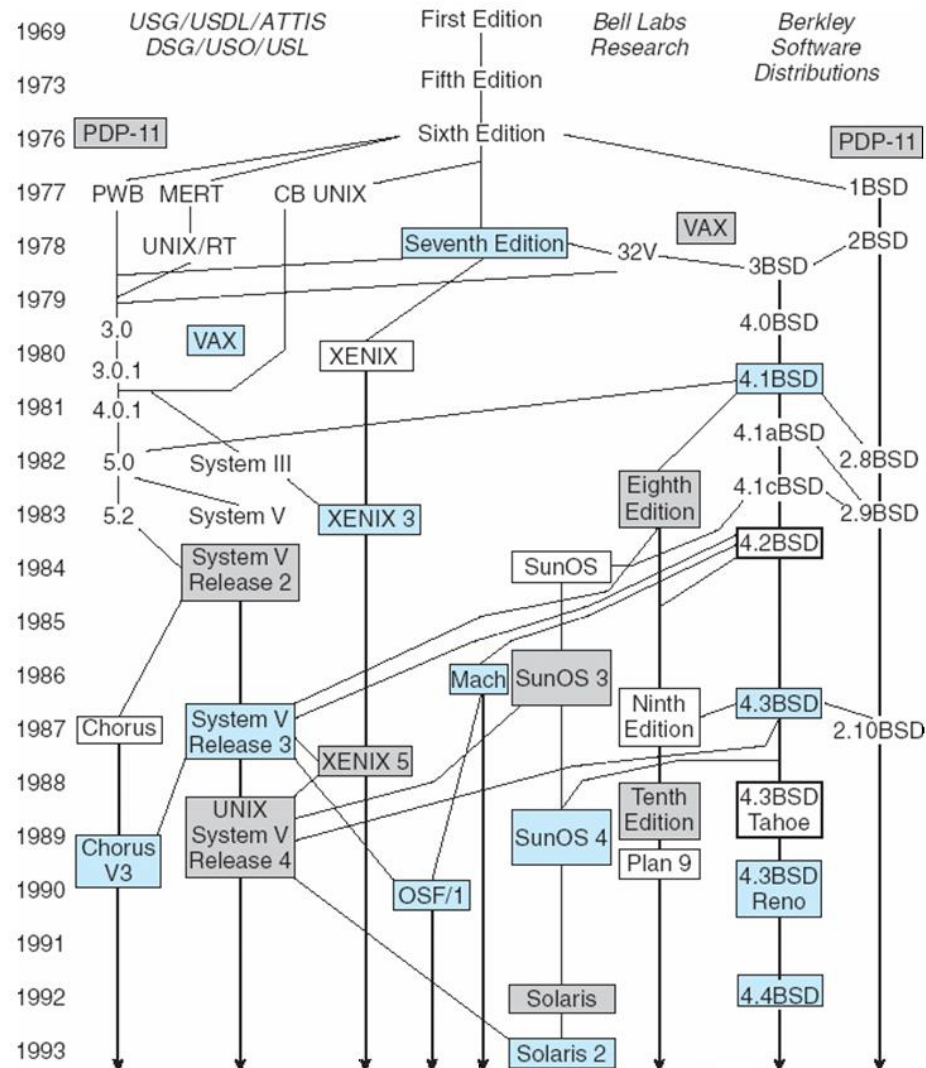 1969
USG/USDL/ATTIS
DSG/USO/USL
First Edition
Bell Labs
Research
Berkley
Software
Distributions
1973
Fifth Edition
1976
PDP-11
Sixth Edition
PDP-11
1977
PWB
MERT
CB UNIX
1BSD
1978
UNIX/RT
Seventh Edition
32V
VAX
2BSD
3BSD
1979
3.0
VAX
4.0BSD
1980
3.0.1
XENIX
4.1BSD
1981
4.0.1
4.1aBSD
1982
5.0
System III
2.8BSD
Eighth
Edition
4.1cBSD
1983
5.2
System V
XENIX 3
2.9BSD
4.2BSD
1984
System V
Release 2
SunOS
1985
1986
Mach
SunOS 3
1987
Chorus
System V
Release 3
Ninth
Edition
4.3BSD
2.10BSD
XENIX 5
1988
UNIX
System V
Release 4
Tenth
Edition
4.3BSD
Tahoe
1989
Chorus
V3
SunOS 4
Plan 9
1990
OSF/1
4.3BSD
Reno
1991
1992
Solaris
4.4BSD
1993
Solaris 2